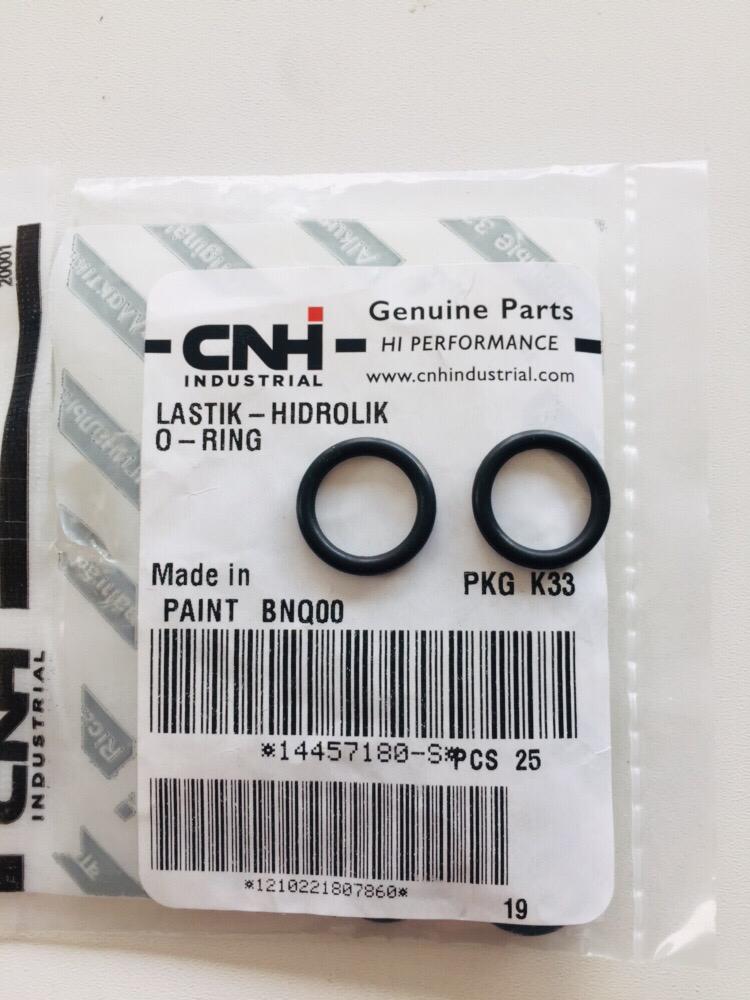 20001
CNH
INDUSTRIAL
Genuine Parts
HI PERFORMANCE
www.cnhindustrial.com
LASTIK-HIDROLIK
O-RING
Made in
PKG K33
PAINT BNQ00
*14457180-S*
PCS 25
*1210221807860*
19
INDUSTRIAL